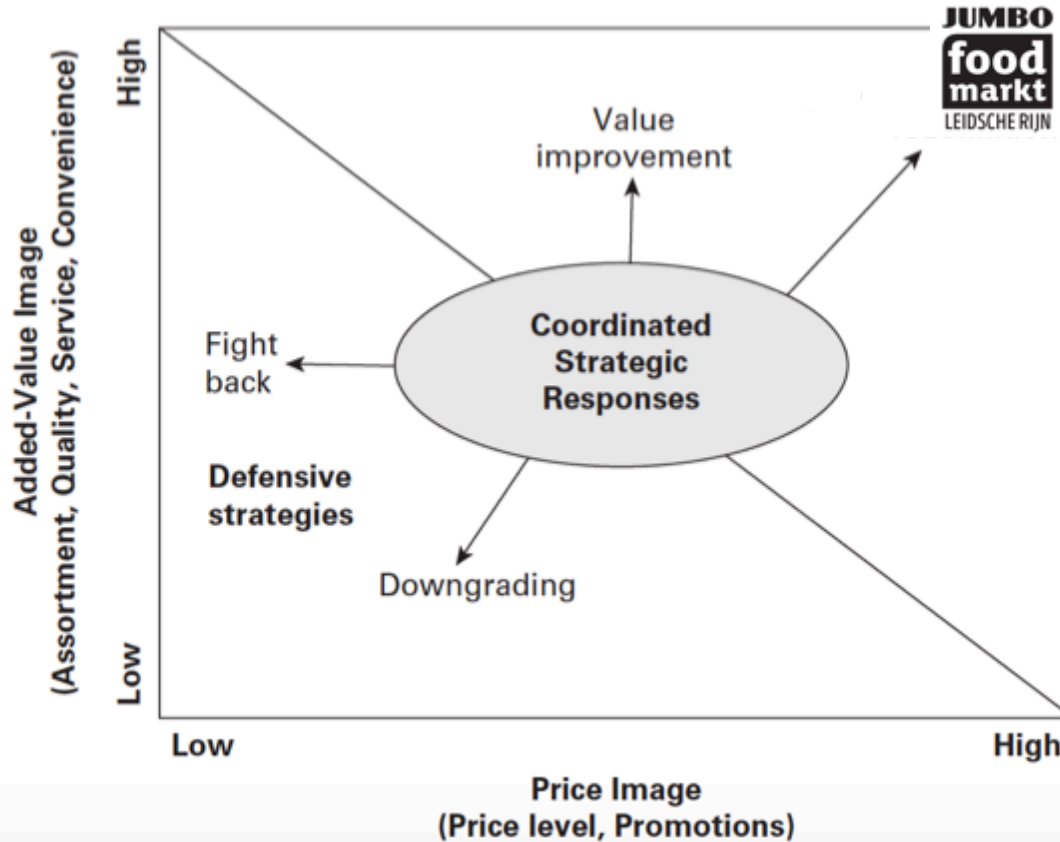 JUMBO
food
markt
LEIDSCHE RIJN
High
Value
improvement
Added-Value Image
(Assortment, Quality, Service, Convenience)
Coordinated
Strategic
Responses
Fight
back
Defensive
strategies
Downgrading
Low
Low
High
Price Image
(Price level, Promotions)